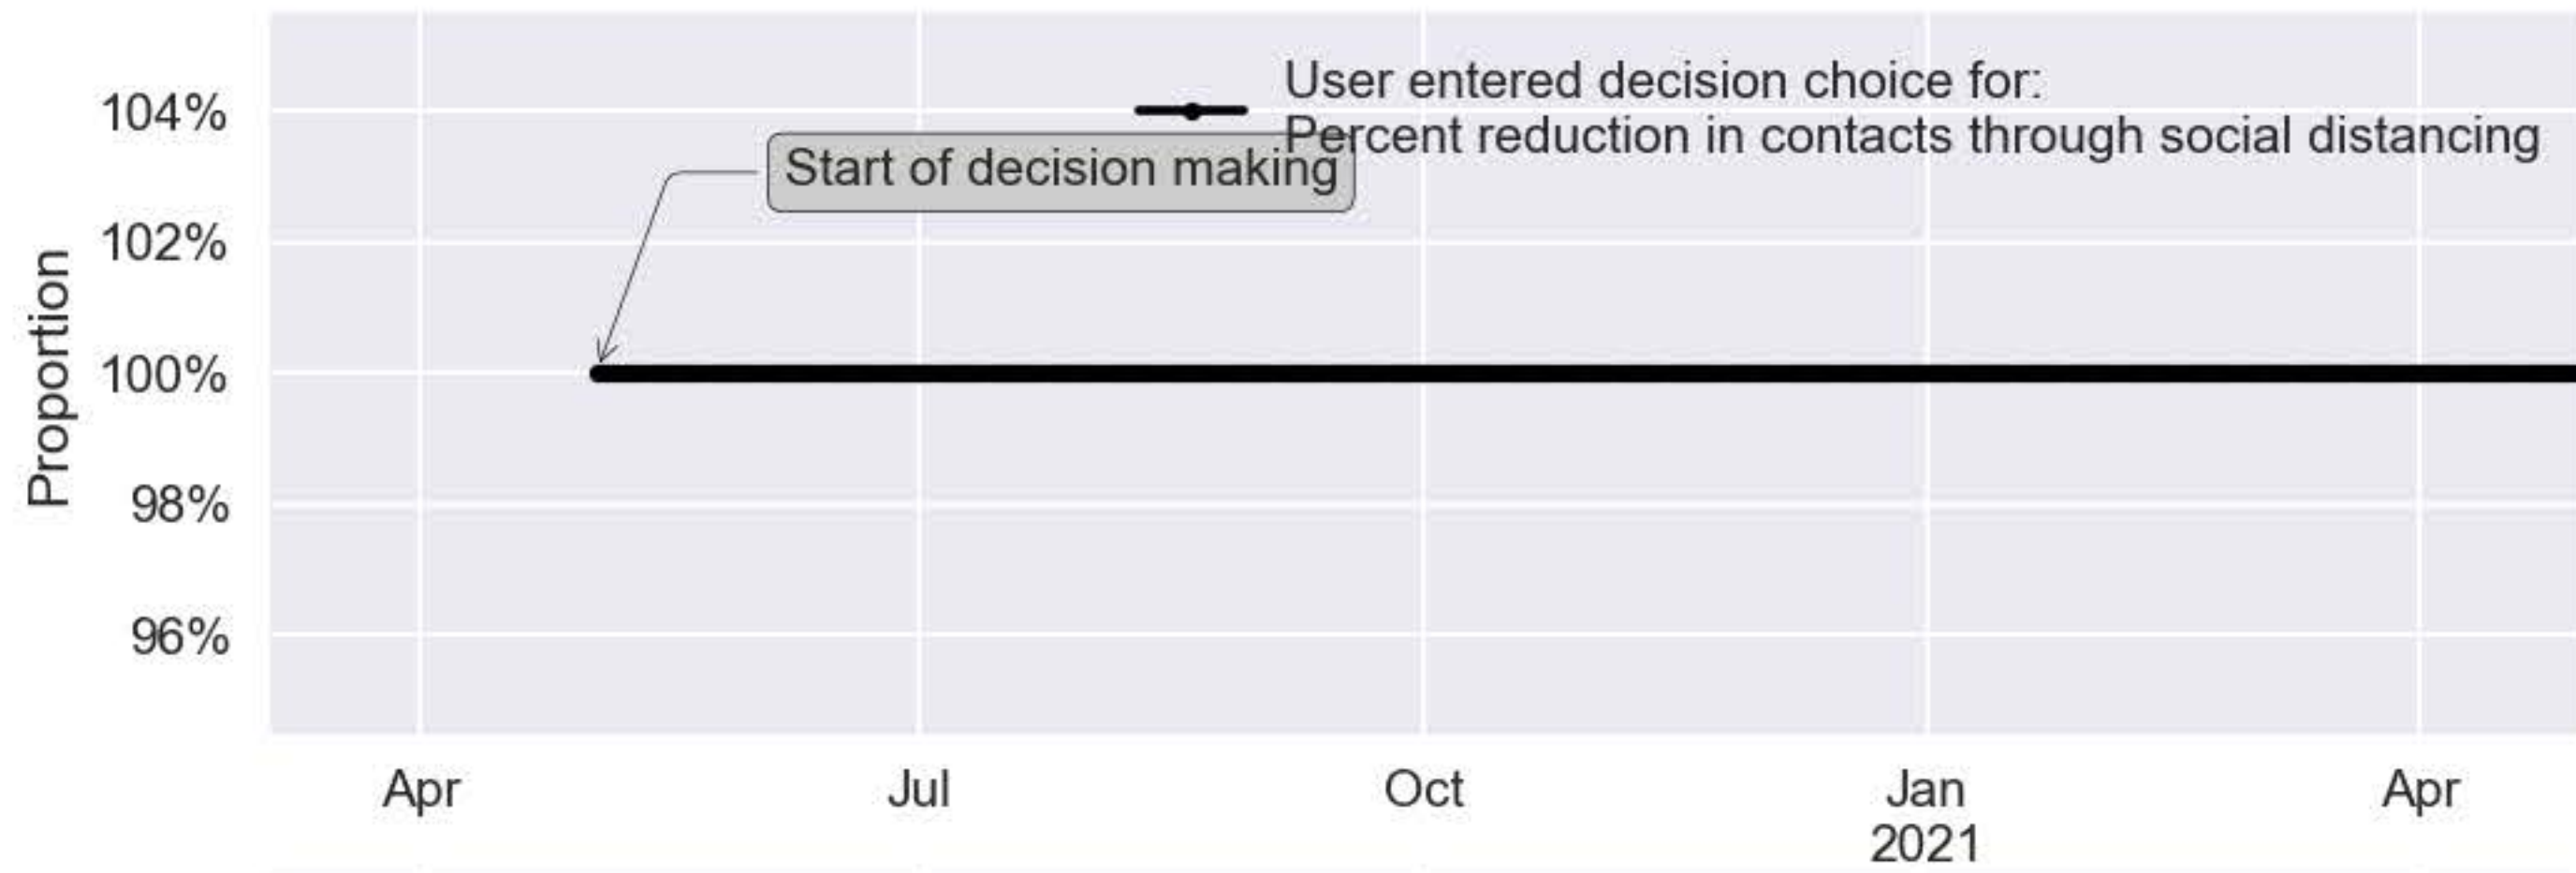 User entered decision choice for:
Percent reduction in contacts through social distancing
Start of decision making
Proportion
104%
102%
100%
98%
96%
Apr
Jul
Oct
Jan
Apr
2021